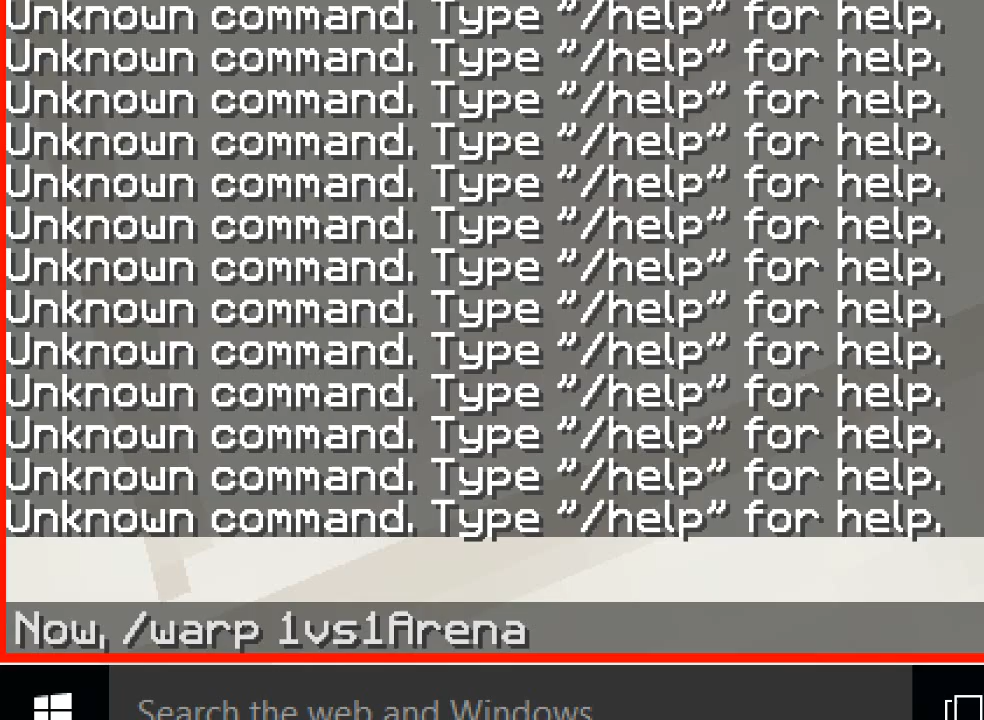 Unknown command. Type "/help" for help.
Unknown command. Type "/help" for help.
Unknown command. Type "/help" for help.
Unknown command. Type "/help" for help.
Unknown command. Type "/help" for help.
Unknown command. Type "/help" for help.
Unknown command. Type "/help" for help.
Unknown command. Type "/help" for help.
Unknown command. Type "/help" for help.
Unknown command. Type "/help" for help.
Unknown command. Type "/help" for help.
Unknown command. Type "/help" for help.
Unknown command. Type "/help" for help.
Now, /warp 1vs1Arena
Search the web and Windows